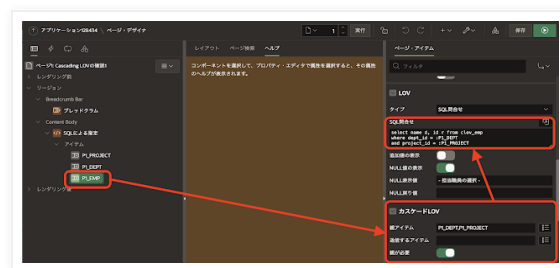 アプリケーション126434 \ ページ・デザイナ
1
実行
保存
ページ1: Cascading LOVの確認1
レンダリング前
リージョン
Breadcrumb Bar
ブレッドクラム
Content Body
SQLによる指定
アイテム
P1_PROJECT
P1_DEPT
P1_EMP
レンダリング後
レイアウト ページ検索 ヘルプ
コンポーネントを選択して、プロパティ・エディタで属性を選択すると、その属性
のヘルプが表示されます。
ページ・アイテム
フィルタ
LOV
タイプ SQL問合せ
SQL問合せ
select name d, id r from clov_emp
where dept_id = :P1_DEPT
and project_id = :P1_PROJECT
追加値の表示
NULL値の表示
NULL表示値 - 担当職員の選択 -
NULL戻り値
カスケードLOV
親アイテム P1_DEPT,P1_PROJECT
送信するアイテム
親が必要